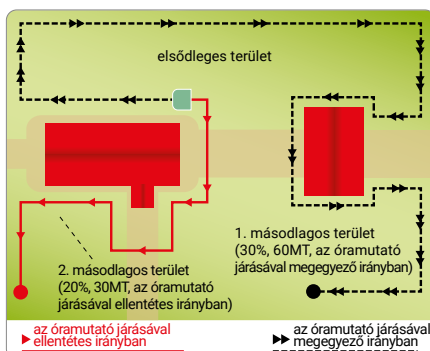 elsődleges terület
1. másodlagos terület
(30%, 60MT, az óramutató
járásával megegyező irányban)
2. másodlagos terület
(20%, 30MT, az óramutató
járásával ellentétes irányban)
az óramutató járásával
ellentétes irányban
az óramutató járásával
megegyező irányban